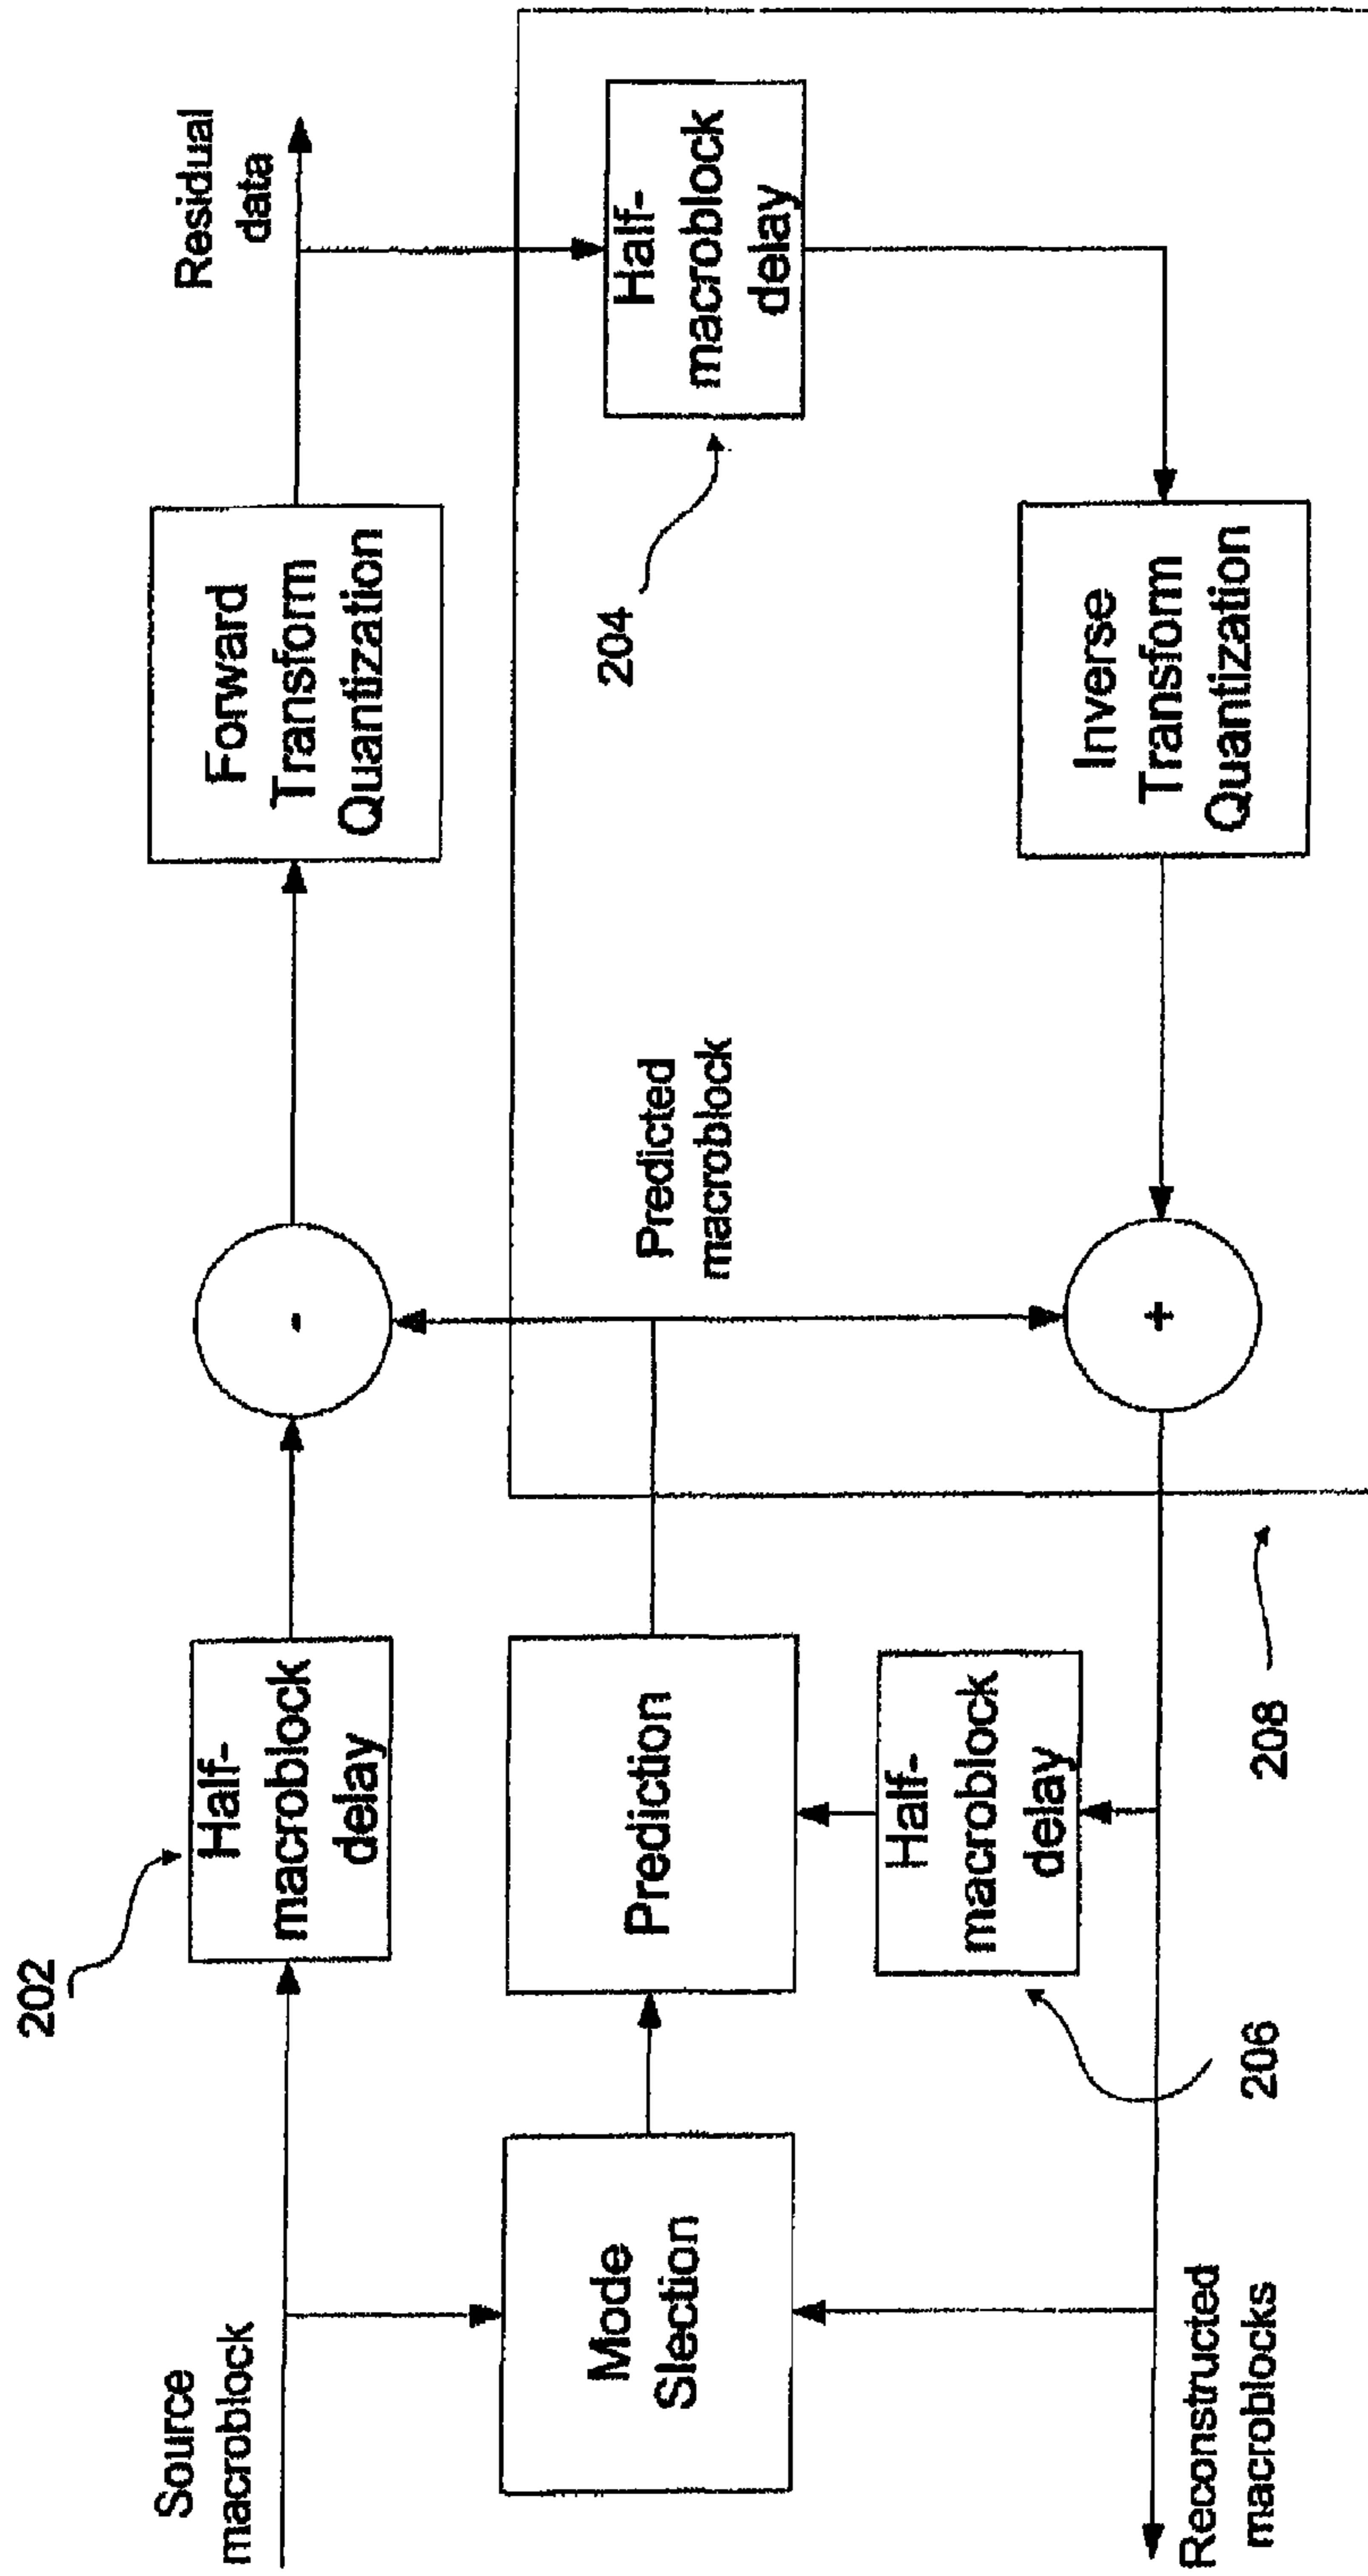 Source
macroblock
202
Half-
macroblock
delay
-
Forward
Transform
Quantization
Residual
data
Mode
Slection
Prediction
Predicted
macroblock
204
Half-
macroblock
delay
206
Half-
macroblock
delay
208
+
Inverse
Transform
Quantization
Reconstructed
macroblocks